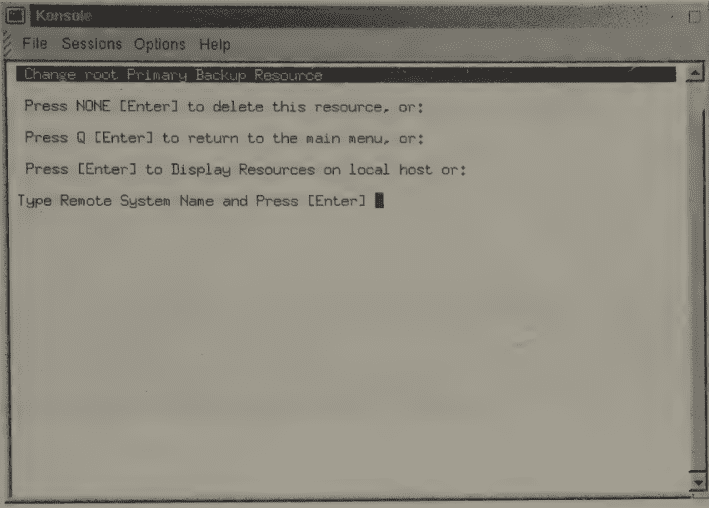 Konsole
File Sessions Options Help
Change root Primary Backup Resource
Press NONE [Enter] to delete this resource, or:
Press Q [Enter] to return to the main menu, or:
Press [Enter] to Display Resources on local host or:
Type Remote System Name and Press [Enter]